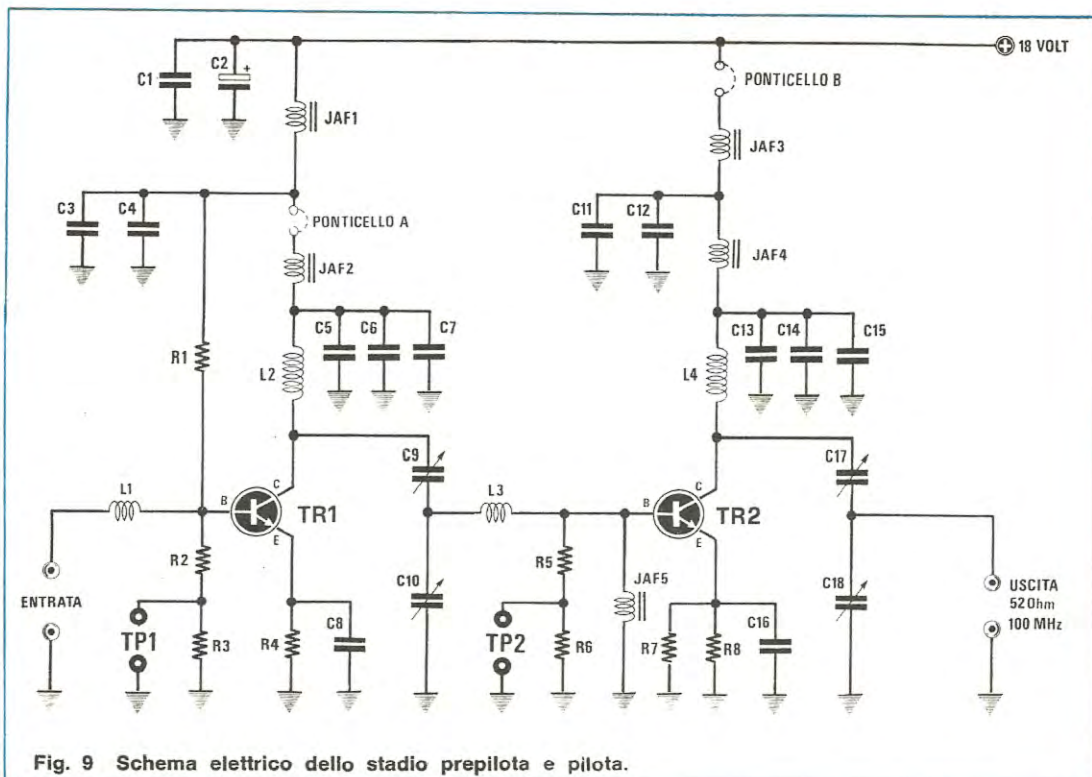 18 VOLT
C1
C2
+
JAF1
PONTICELLO B
JAF3
C3
C4
PONTICELLO A
C11
C12
JAF2
JAF4
C5
C6
C7
C13
C14
C15
R1
L2
L4
C9
C17
L1
B
C
E
TR1
L3
B
C
E
TR2
R2
R5
JAF5
C10
C18
ENTRATA
TP1
R3
R4
C8
TP2
R6
R7
R8
C16
USCITA
52 Ohm
100 MHz
Fig. 9 Schema elettrico dello stadio prepilota e pilota.